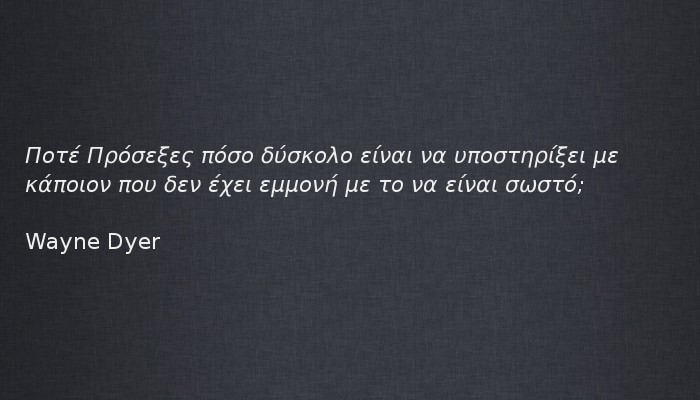 Ποτέ Πρόσεξες πόσο δύσκολο είναι να υποστηρίξει με
κάποιον που δεν έχει εμμονή με το να είναι σωστό;
Wayne Dyer